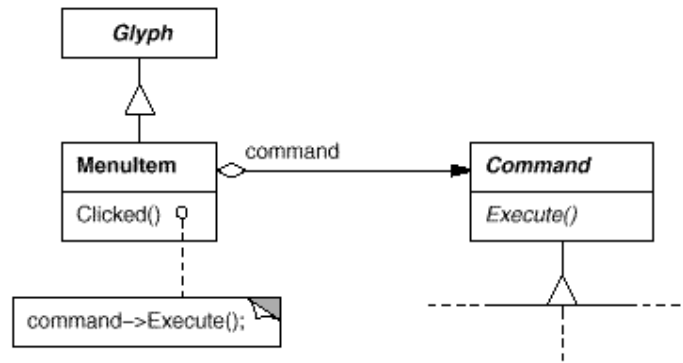 Glyph
MenuItem
command
Command
Clicked()
Execute()
command->Execute();